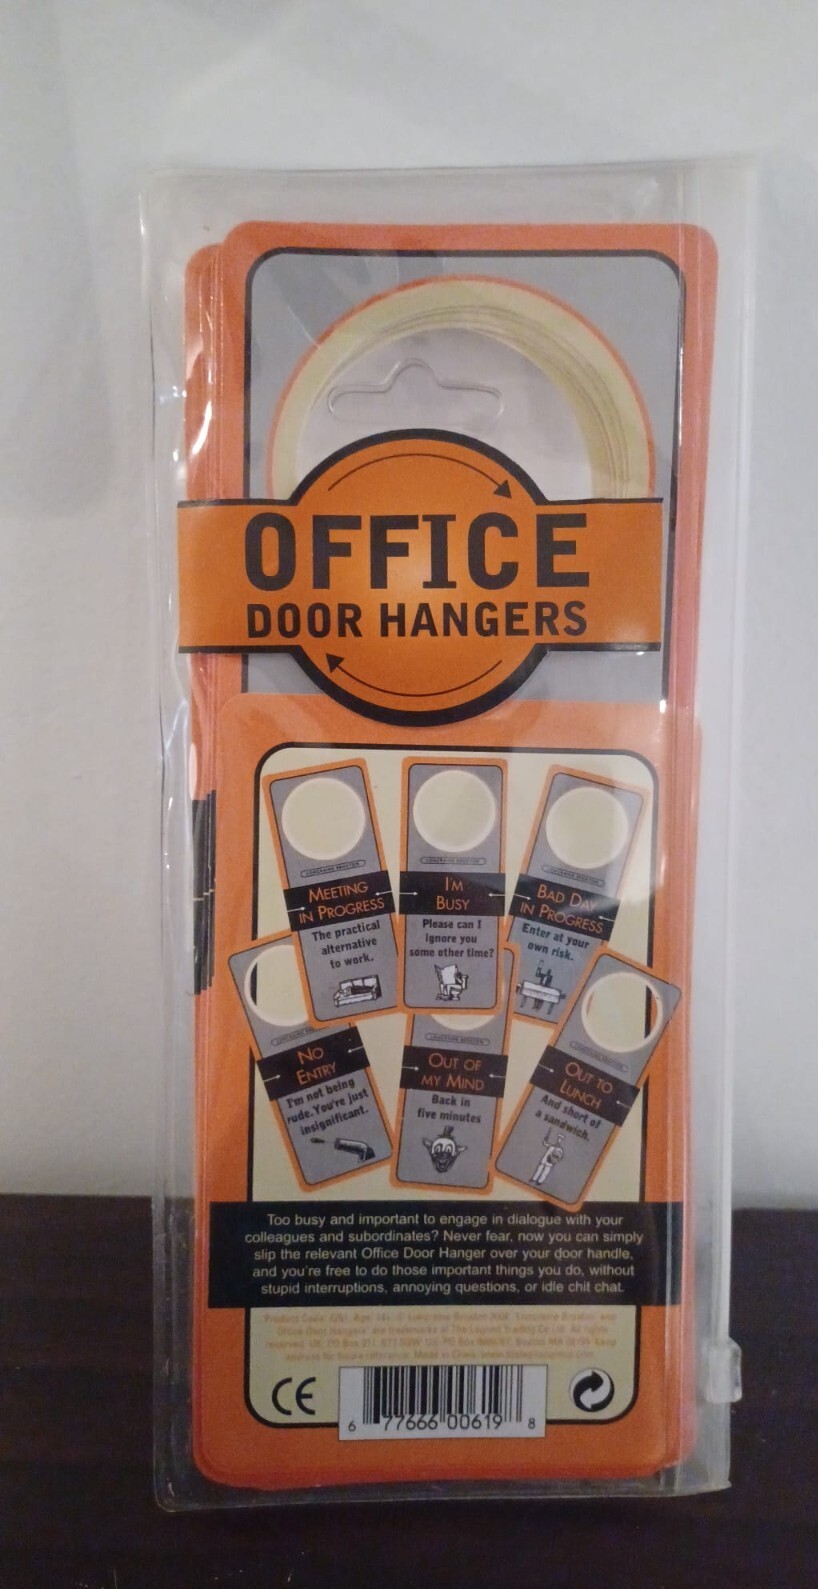 OFFICE
DOOR HANGERS
MEETING
IN PROGRESS
The practical
alternative
to work.
I'M
BUSY
Please can I
ignore you
some other time?
BAD DAY
IN PROGRESS
Enter at your
own risk.
NO
ENTRY
I'm not being
rude. You're just
insignificant.
OUT OF
MY MIND
Back in
five minutes
OUT TO
LUNCH
And short of
a sandwich.
Too busy and important to engage in dialogue with your
colleagues and subordinates? Never fear, now you can simply
slip the relevant Office Door Hanger over your door handle,
and you're free to do those important things you do, without
stupid interruptions, annoying questions, or idle chit chat.
CE
6 77666 00619 8